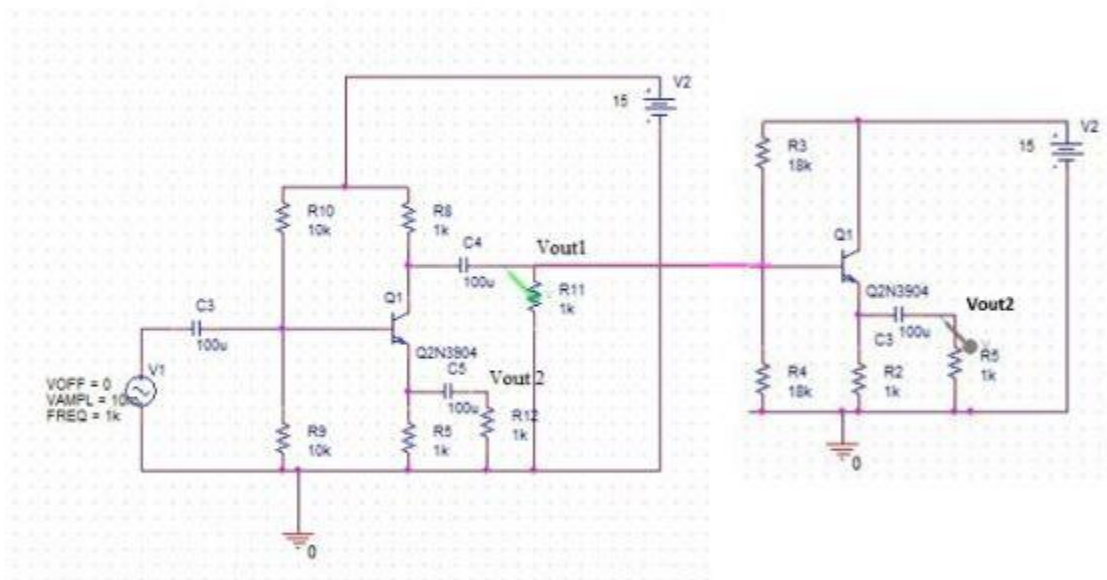 V2
15
R10
10k
R8
1k
C4
100u
Vout1
R11
1k
C3
100u
Q1
Q2N3904
C5
100u
Vout 2
R12
1k
V1
VOFF = 0
FREQ = 1k
R9
10k
R5
1k
0
V2
15
R3
18k
Q1
Q2N3904
Vout2
C3
100u
R4
18k
R2
1k
1k
0